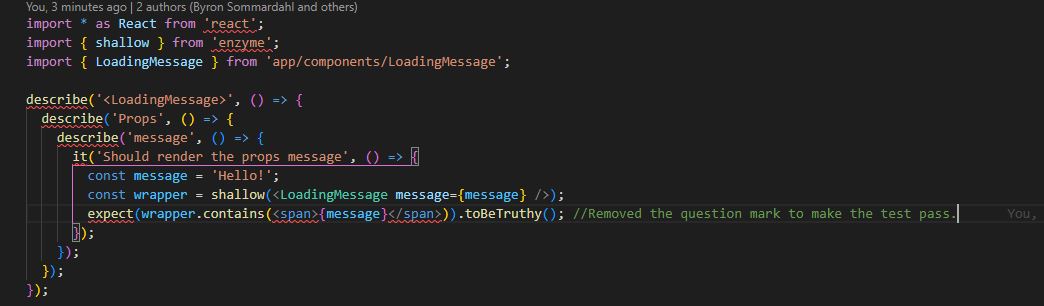 You, 3 minutes ago | 2 authors (Byron Sommardahl and others)
import * as React from 'react';
import { shallow } from 'enzyme';
import { LoadingMessage } from 'app/components/LoadingMessage';

describe('<LoadingMessage>', () => {
  describe('Props', () => {
    describe('message', () => {
      it('Should render the props message', () => {
        const message = 'Hello!';
        const wrapper = shallow(<LoadingMessage message={message} />);
        expect(wrapper.contains(<span>{message}</span>)).toBeTruthy(); //Removed the question mark to make the test pass. You,
      });
    });
  });
});